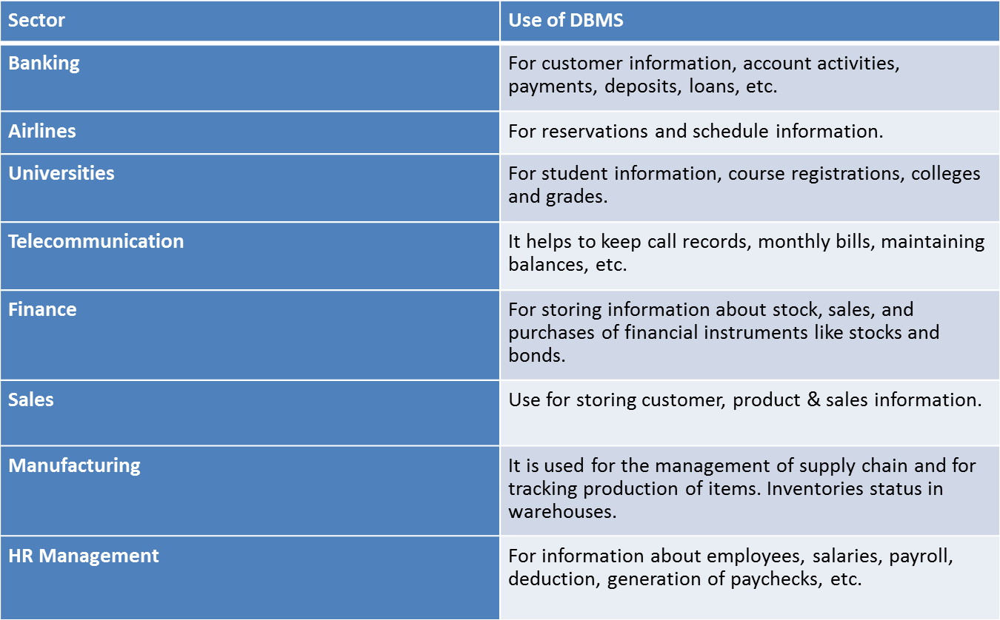 Sector
Use of DBMS
Banking
For customer information, account activities,
payments, deposits, loans, etc.
Airlines
For reservations and schedule information.
Universities
For student information, course registrations, colleges
and grades.
Telecommunication
It helps to keep call records, monthly bills, maintaining
balances, etc.
Finance
For storing information about stock, sales, and
purchases of financial instruments like stocks and
bonds.
Sales
Use for storing customer, product & sales information.
Manufacturing
It is used for the management of supply chain and for
tracking production of items. Inventories status in
warehouses.
HR Management
For information about employees, salaries, payroll,
deduction, generation of paychecks, etc.